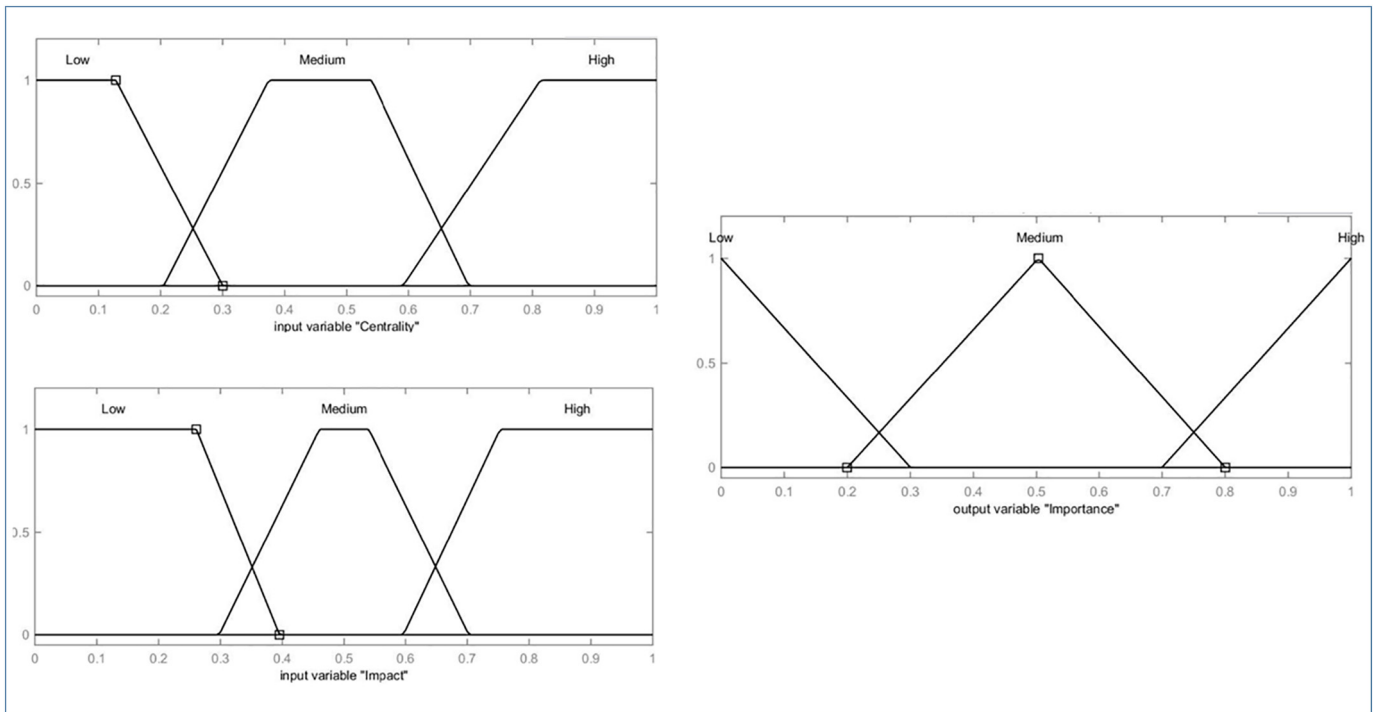 Low Medium High
1
0.5
0
0 0.1 0.2 0.3 0.4 0.5 0.6 0.7 0.8 0.9 1
input variable "Centrality"
Low Medium High
1
0.5
0
0 0.1 0.2 0.3 0.4 0.5 0.6 0.7 0.8 0.9 1
input variable "Impact"
Low Medium High
1
0.5
0
0 0.1 0.2 0.3 0.4 0.5 0.6 0.7 0.8 0.9 1
output variable "Importance"